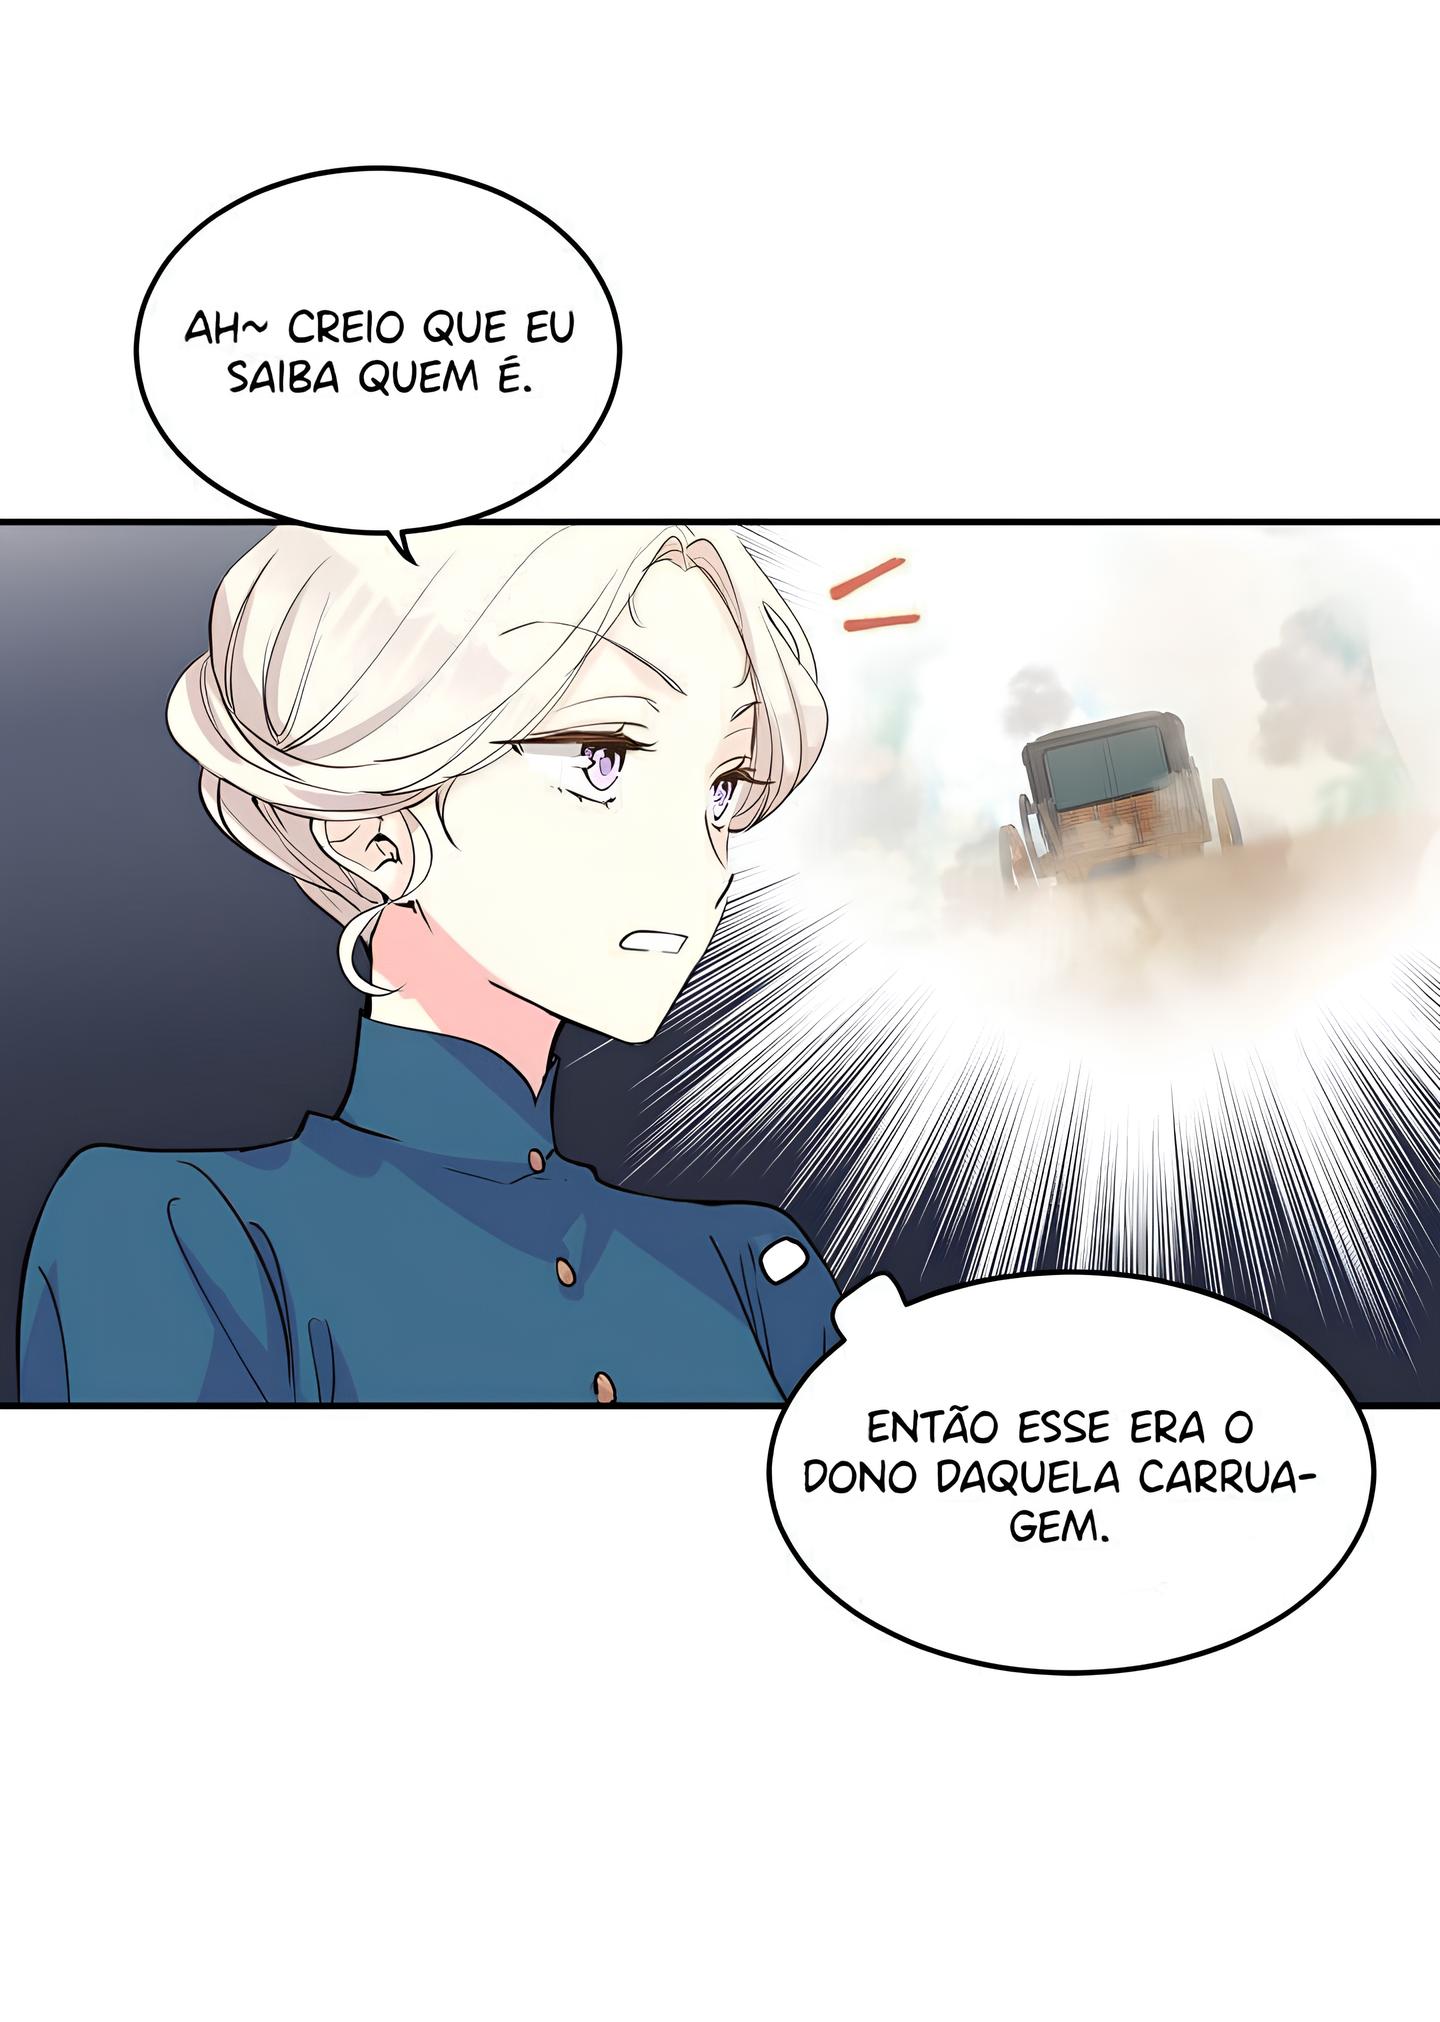 AH~ CREIO QUE EU
SAIBA QUEM É.
ENTÃO ESSE ERA O
DONO DAQUELA CARRUA-
GEM.